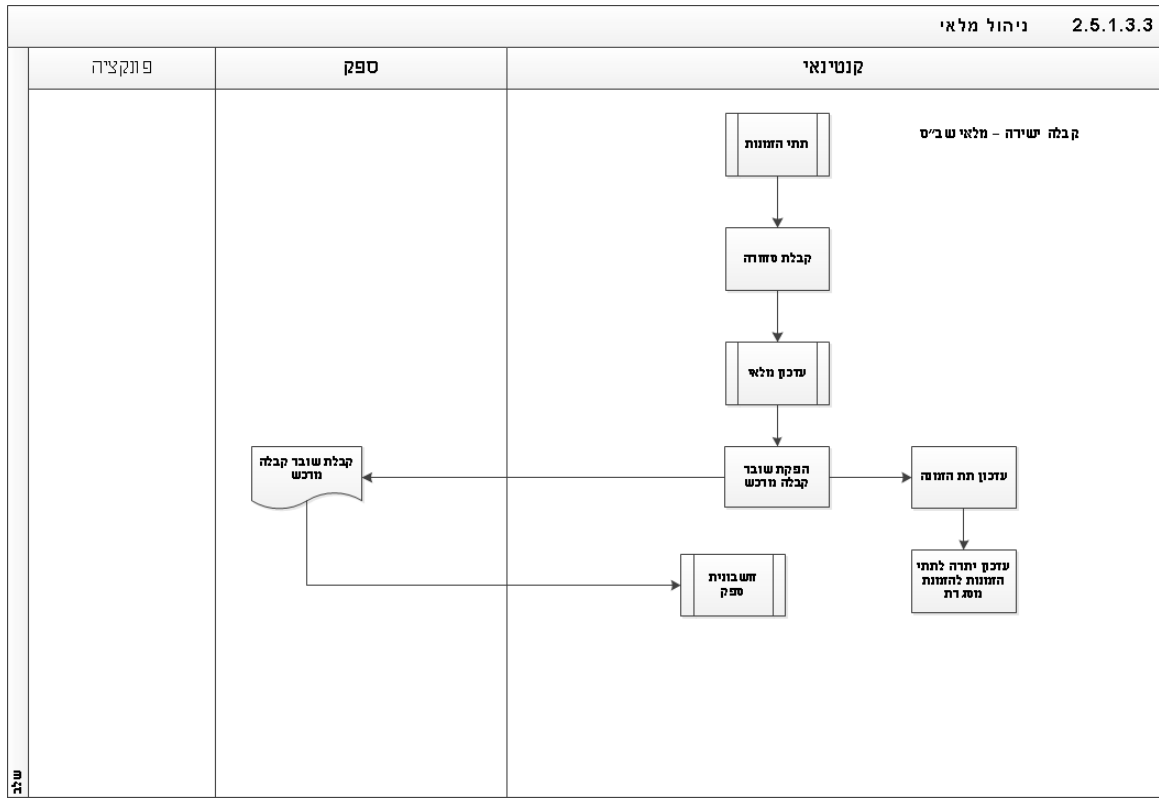 2.5.1.3.3 ניהול מלאי
קנטינאי
ספק
פונקציה
קבלה ישירה – מלאי שב"ס
תתי הזמנות
קבלת סחורה
עדכון מלאי
הפקת שובר
קבלה מרכש
עדכון תת הזמנה
עדכון יתרה לתתי
הזמנות להזמנת
מסגרת
קבלת שובר קבלה
מרכש
חשבונית
ספק
שלב